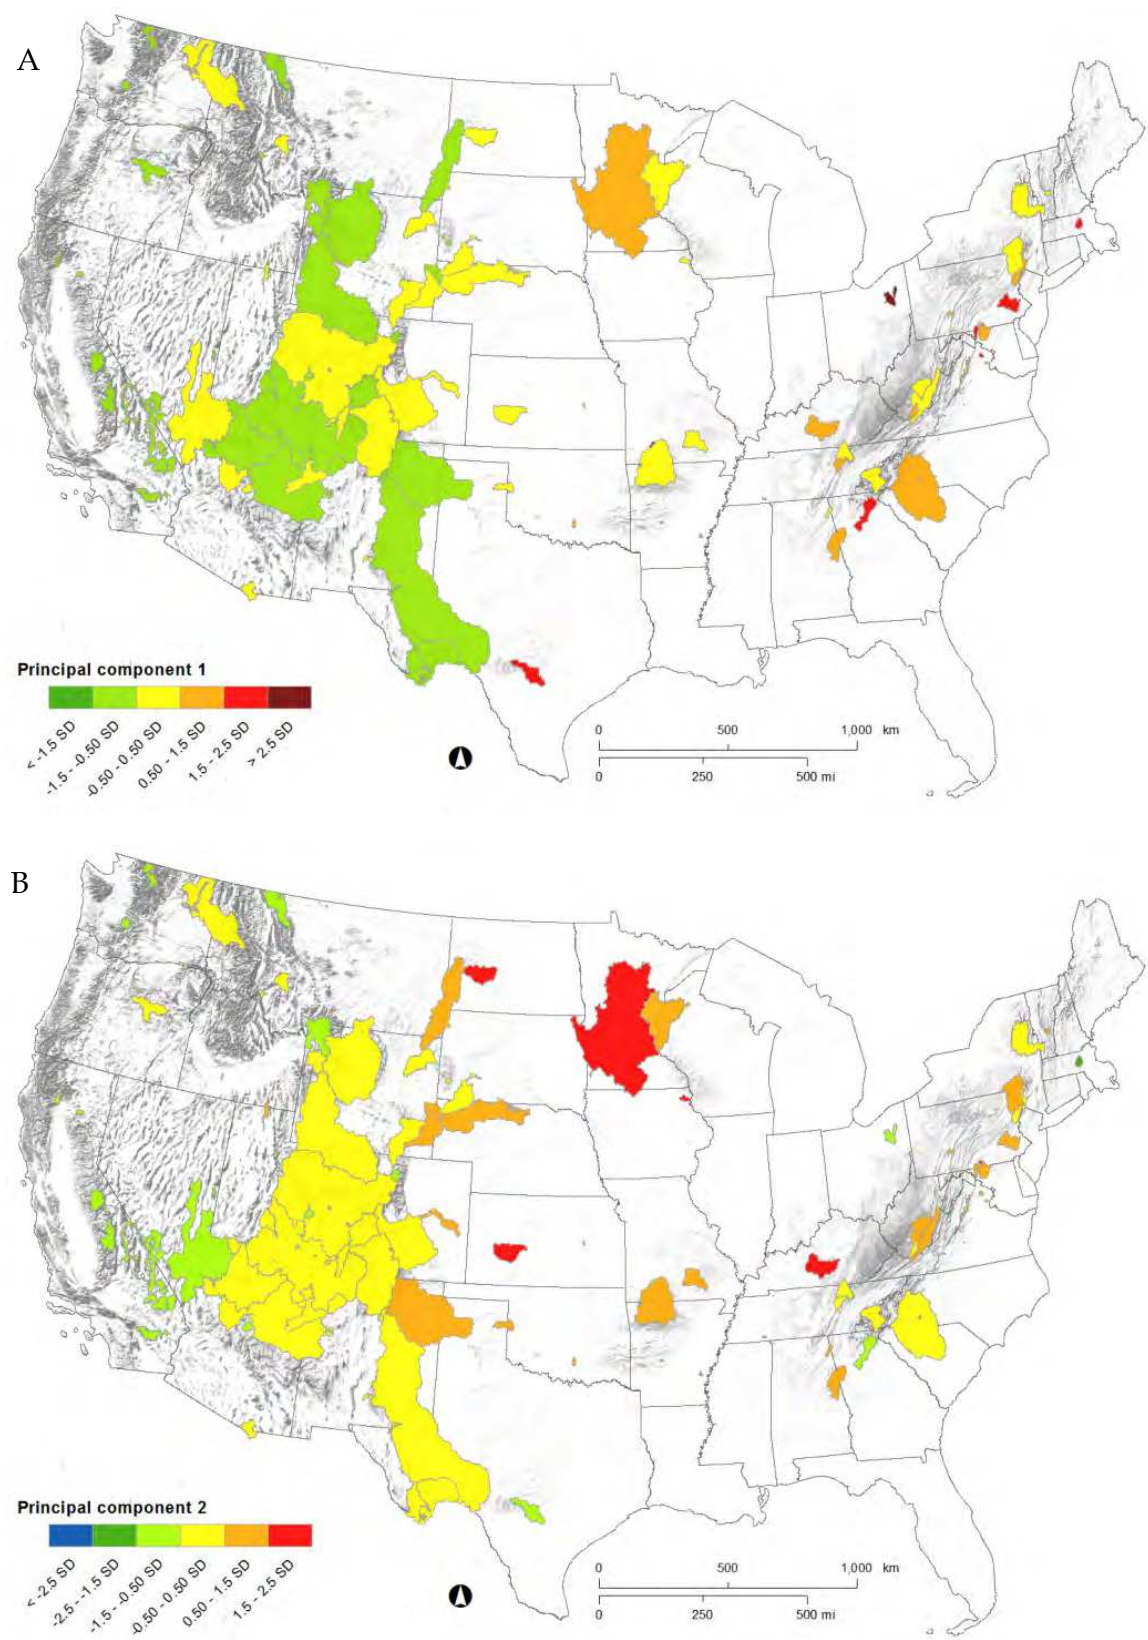 A
Principal component 1
< -1.5 SD
-1.5 - -0.50 SD
-0.50 - 0.50 SD
0.50 - 1.5 SD
1.5 - 2.5 SD
> 2.5 SD
0 500 1,000 km
0 250 500 mi
B
Principal component 2
< -2.5 SD
-2.5 - -1.5 SD
-1.5 - -0.50 SD
-0.50 - 0.50 SD
0.50 - 1.5 SD
1.5 - 2.5 SD
0 500 1,000 km
0 250 500 mi